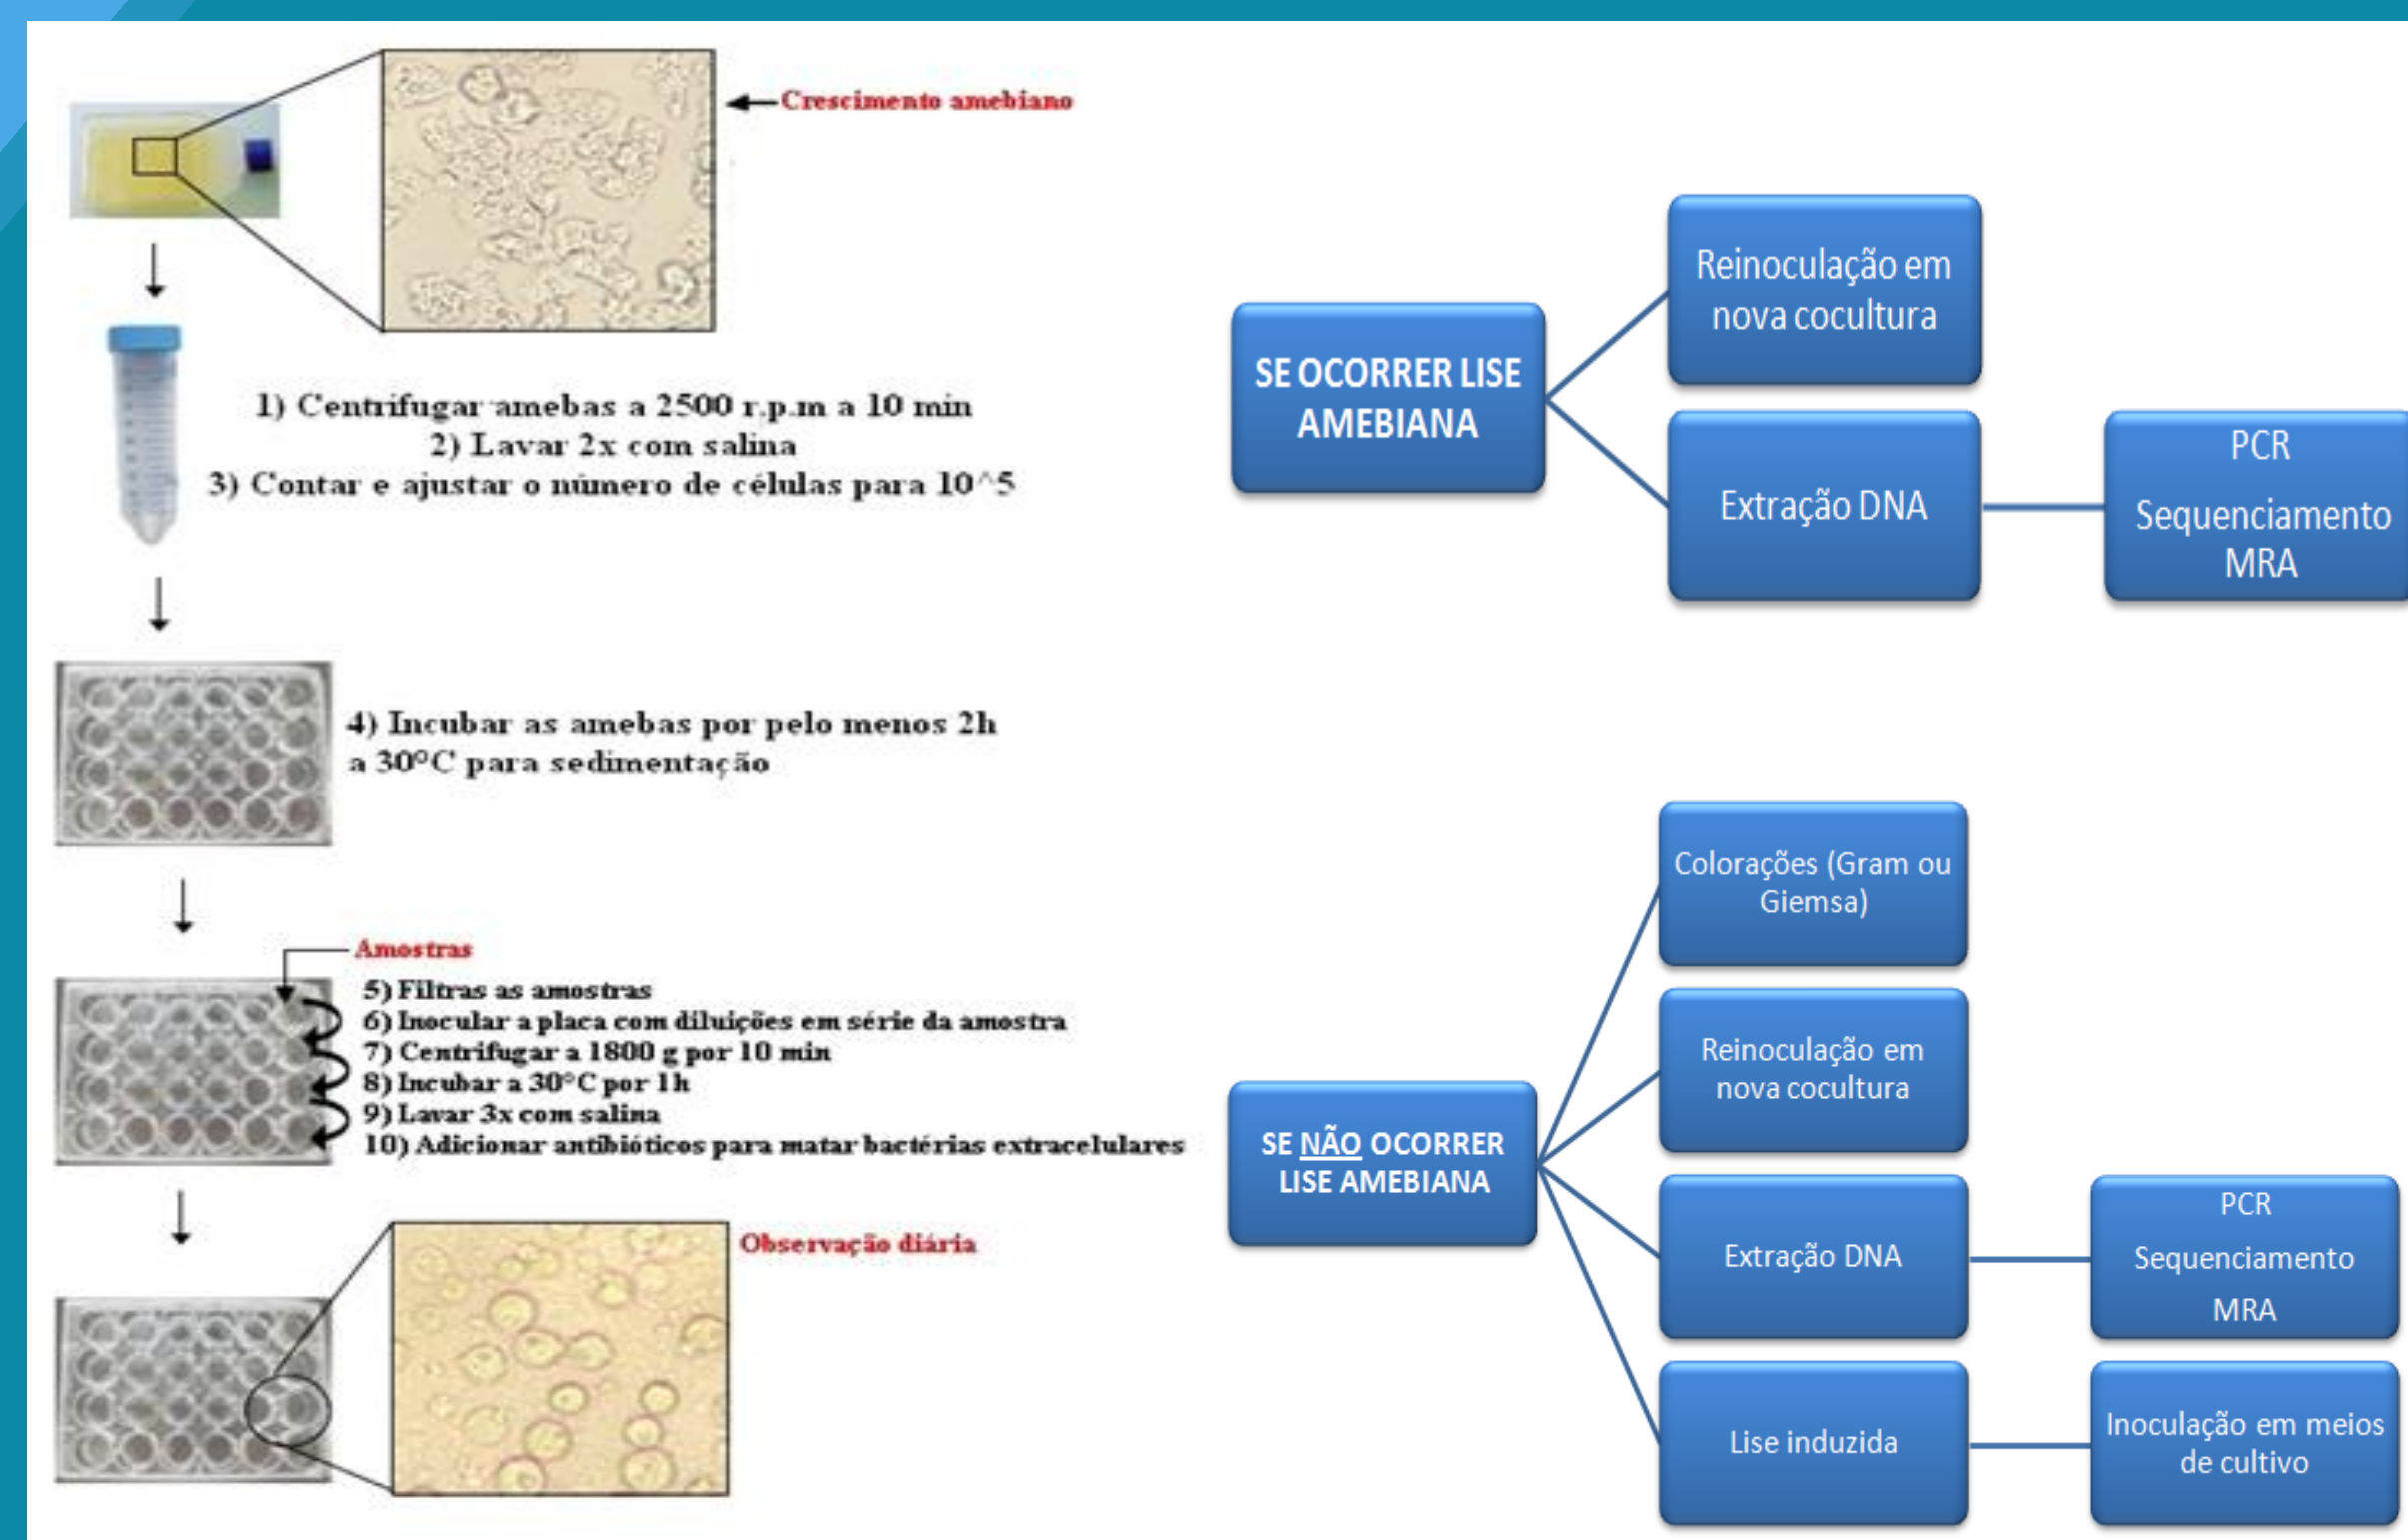 Crescimento amebiano
1) Centrifugar amebas a 2500 r.p.m a 10 min
2) Lavar 2x com salina
3) Contar e ajustar o número de células para 10^5
4) Incubar as amebas por pelo menos 2h
a 30°C para sedimentação
Amostras
5) Filtras as amostras
6) Inocular a placa com diluições em série da amostra
7) Centrifugar a 1800 g por 10 min
8) Incubar a 30°C por 1h
9) Lavar 3x com salina
10) Adicionar antibióticos para matar bactérias extracelulares
Observação diária
SE OCORRER LISE
AMEBIANA
Reinoculação em
nova cocultura
Extração DNA
PCR
Sequenciamento
MRA
SE NÃO OCORRER
LISE AMEBIANA
Colorações (Gram ou
Giemsa)
Reinoculação em
nova cocultura
Extração DNA
PCR
Sequenciamento
MRA
Lise induzida
Inoculação em meios
de cultivo